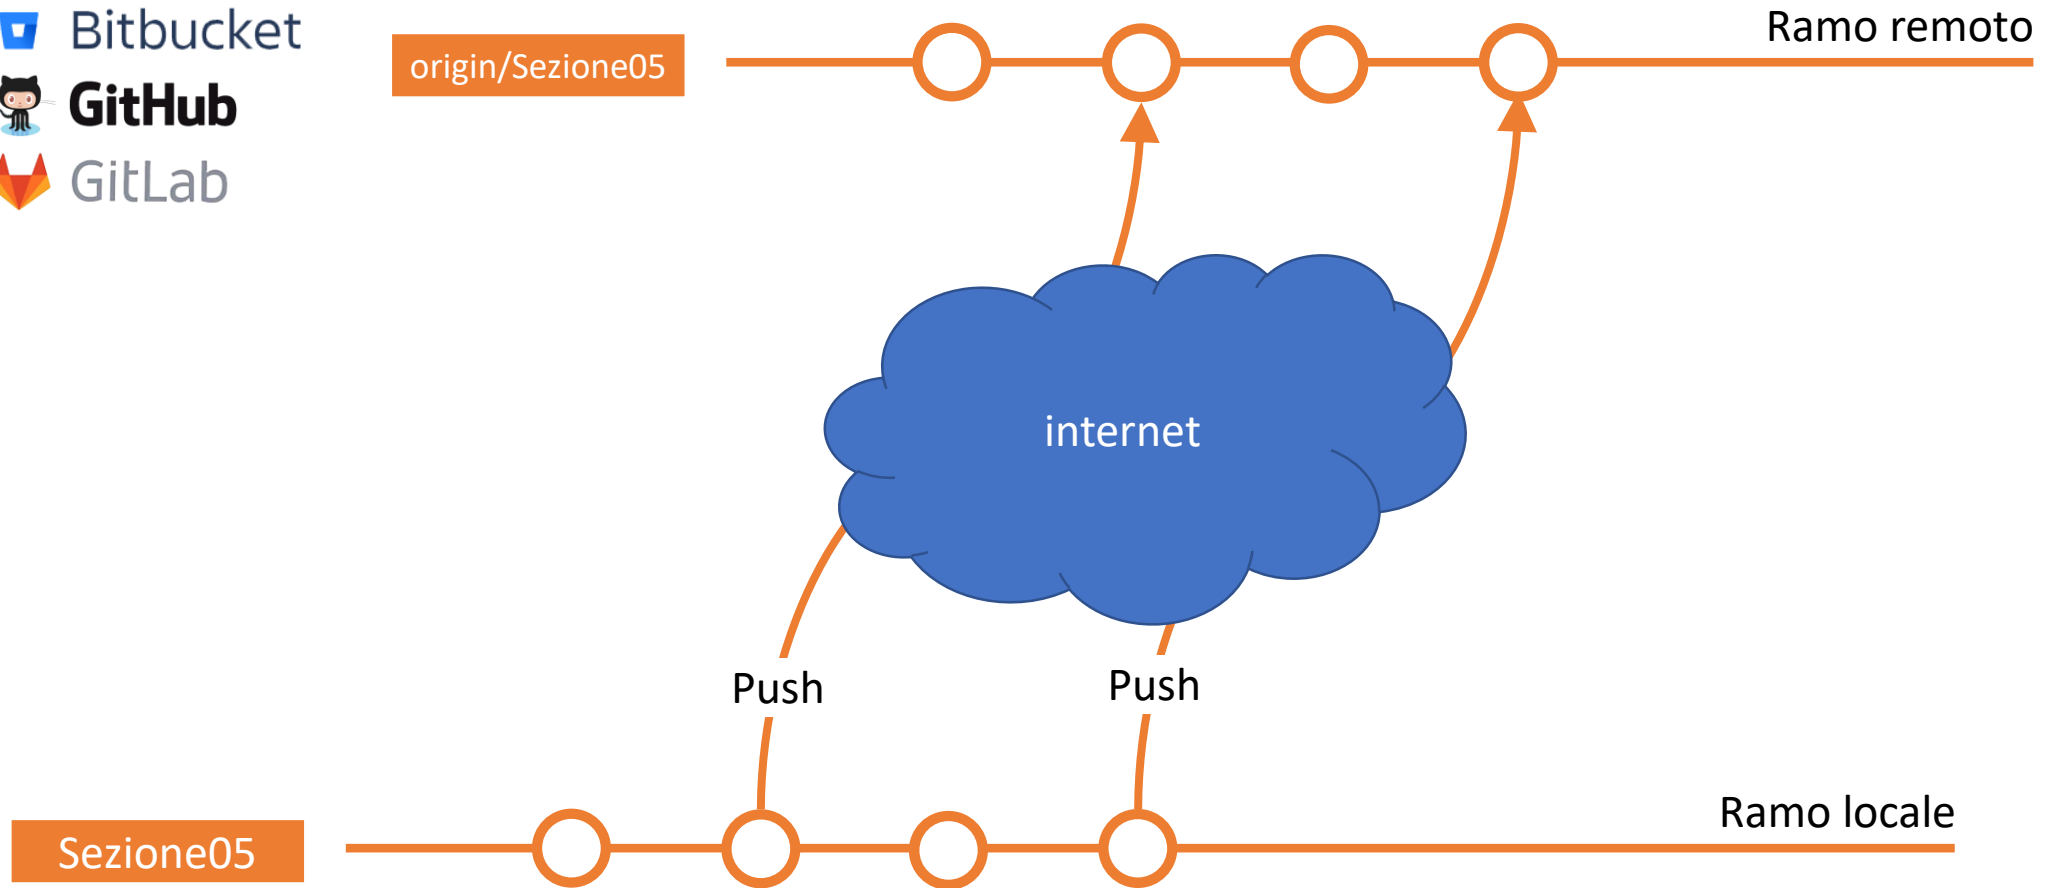 Bitbucket
GitHub
GitLab
origin/Sezione05
Ramo remoto
internet
Push
Push
Sezione05
Ramo locale